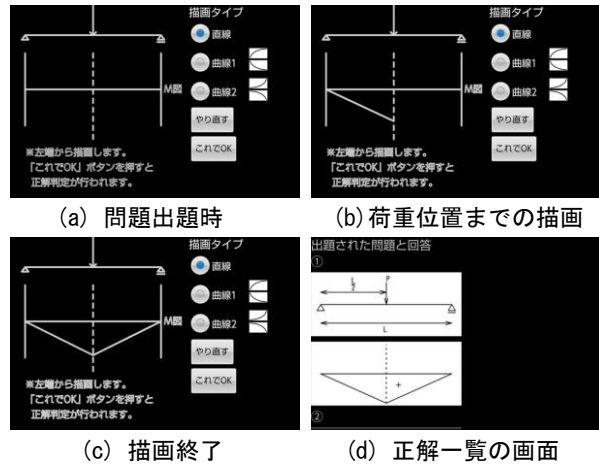 描画タイプ
直線
曲線1
M図
曲線2
やり直す
これでOK
※左端から描画します。
「これでOK」ボタンを押すと
正解判定が行われます。
(a) 問題出題時
描画タイプ
直線
曲線1
M図
曲線2
やり直す
これでOK
※左端から描画します。
「これでOK」ボタンを押すと
正解判定が行われます。
(b)荷重位置までの描画
描画タイプ
直線
曲線1
M図
曲線2
やり直す
これでOK
※左端から描画します。
「これでOK」ボタンを押すと
正解判定が行われます。
(c) 描画終了
出題された問題と回答
①
L/2
P
L
+
②
(d) 正解一覧の画面